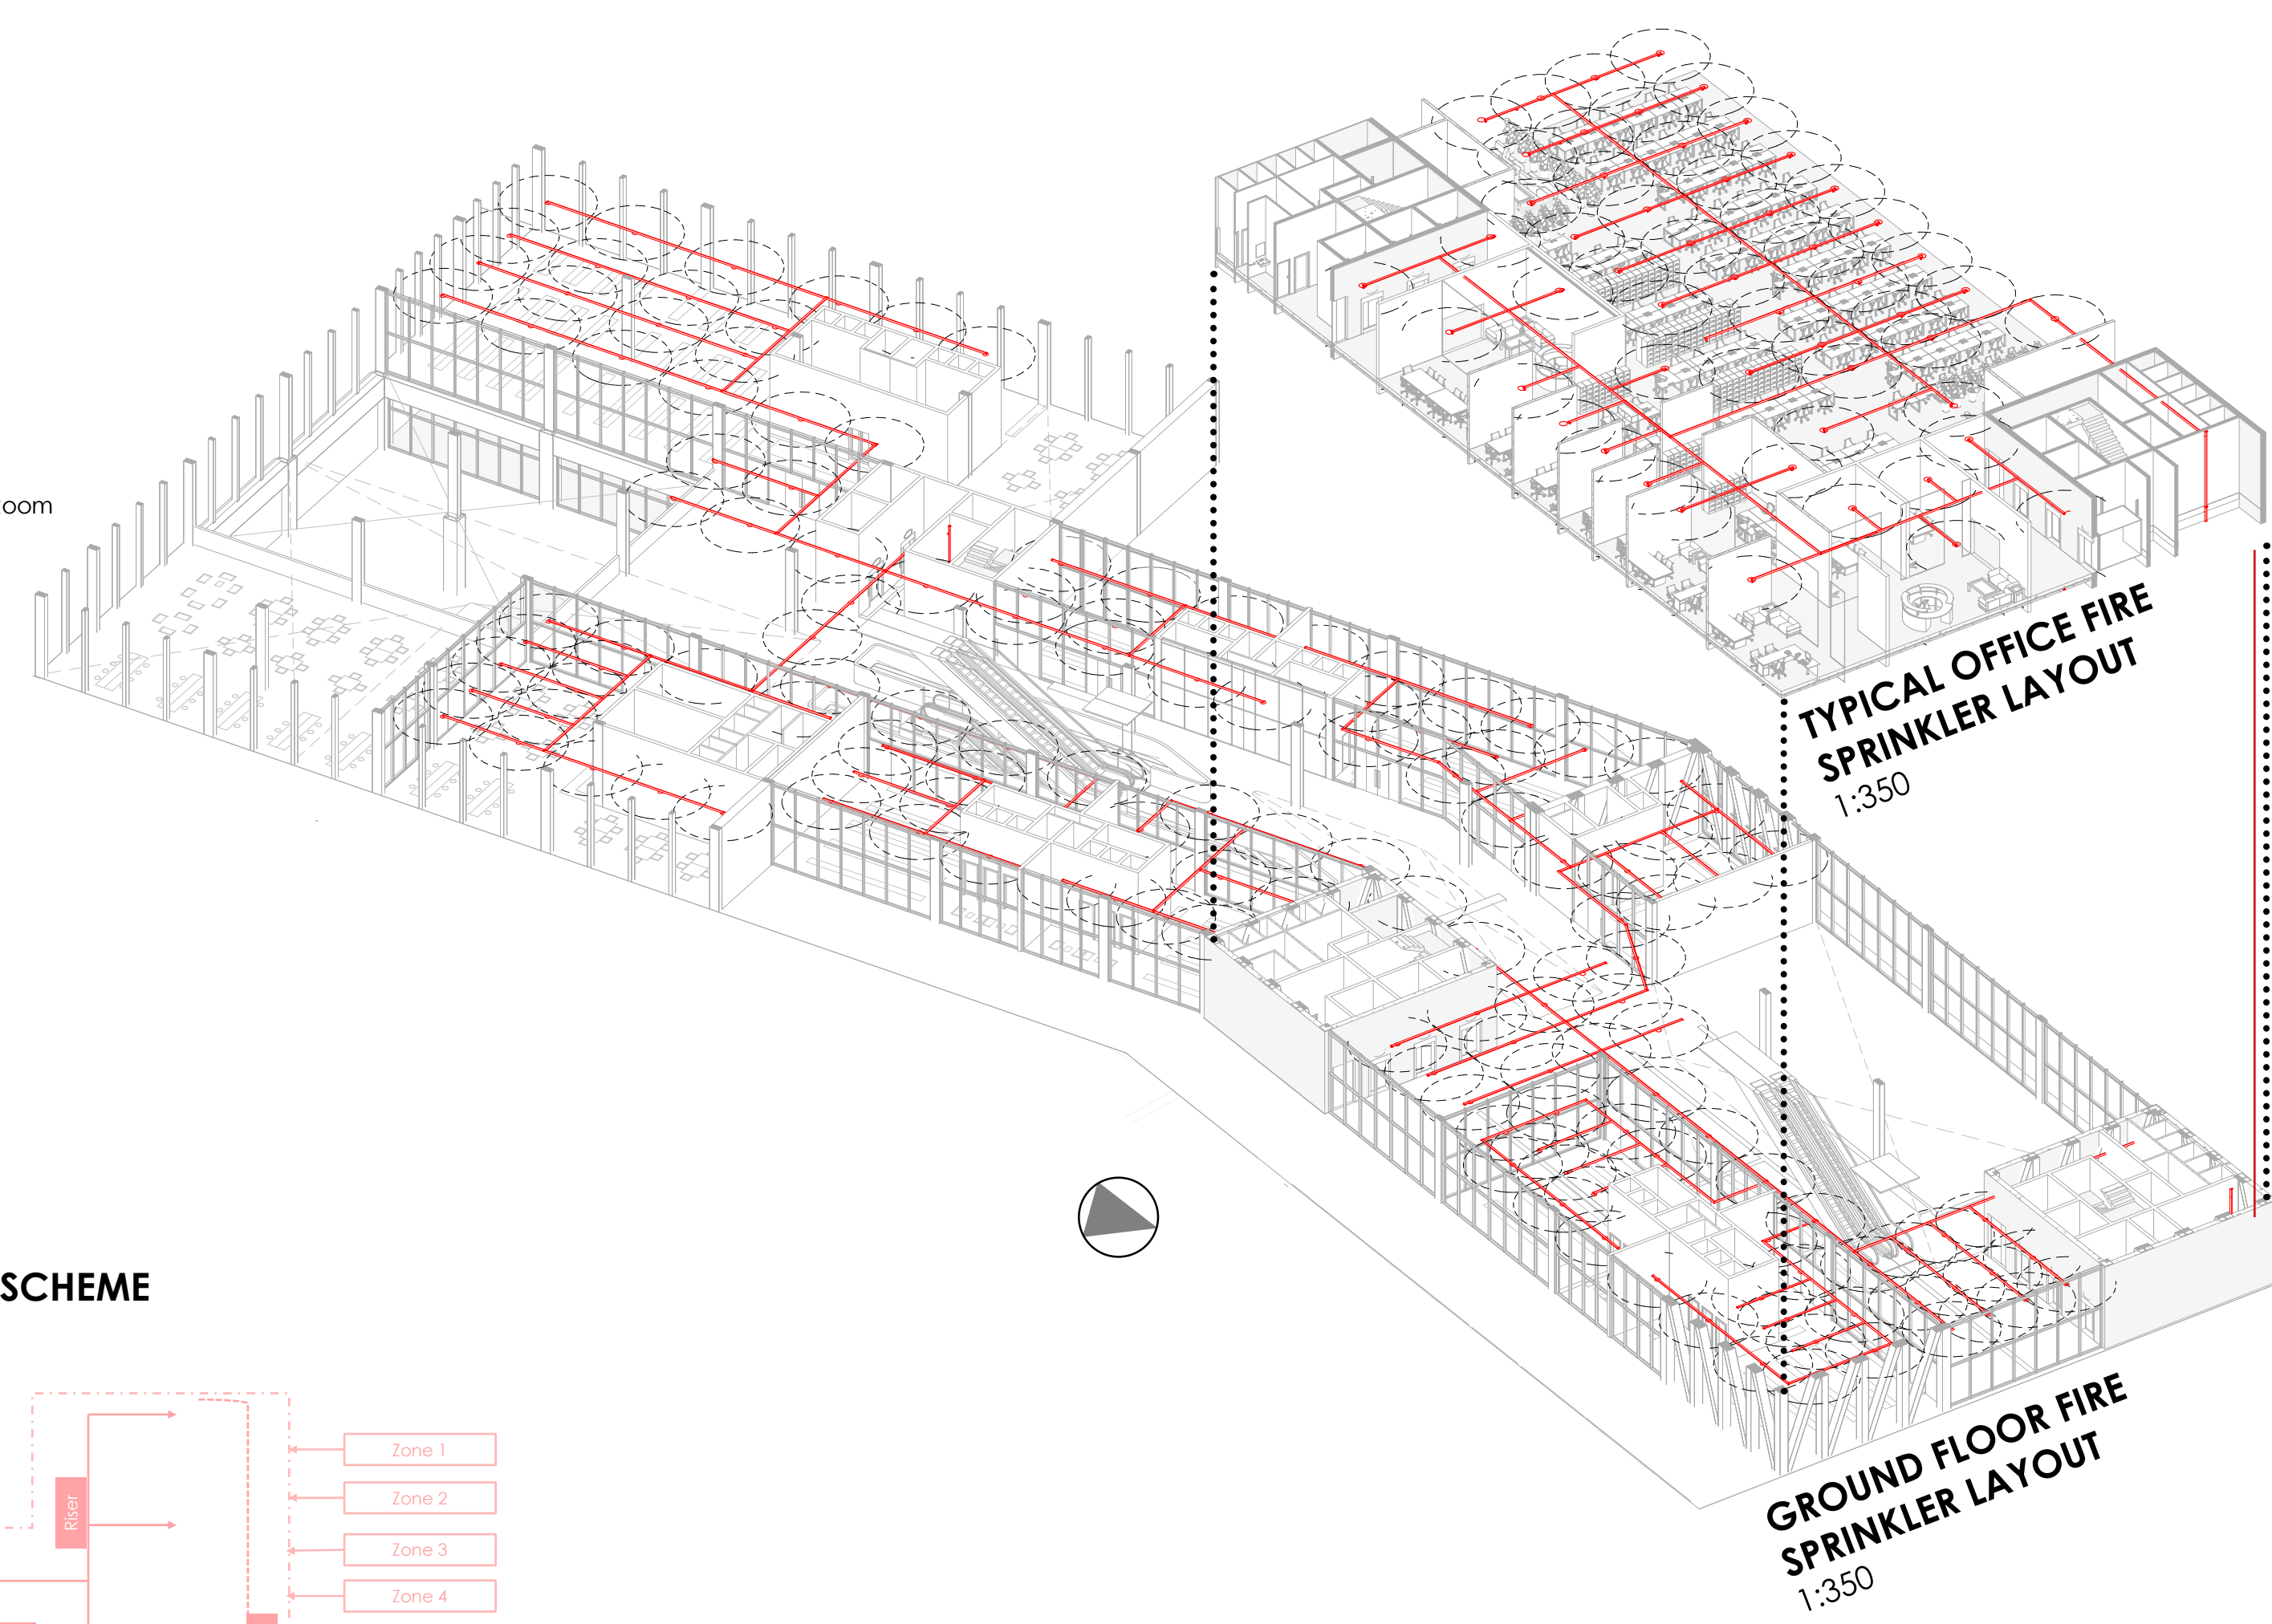 TYPICAL OFFICE FIRE
SPRINKLER LAYOUT
1:350
SCHEME
Zone 1
Zone 2
Riser
Zone 3
Zone 4
GROUND FLOOR FIRE
SPRINKLER LAYOUT
1:350